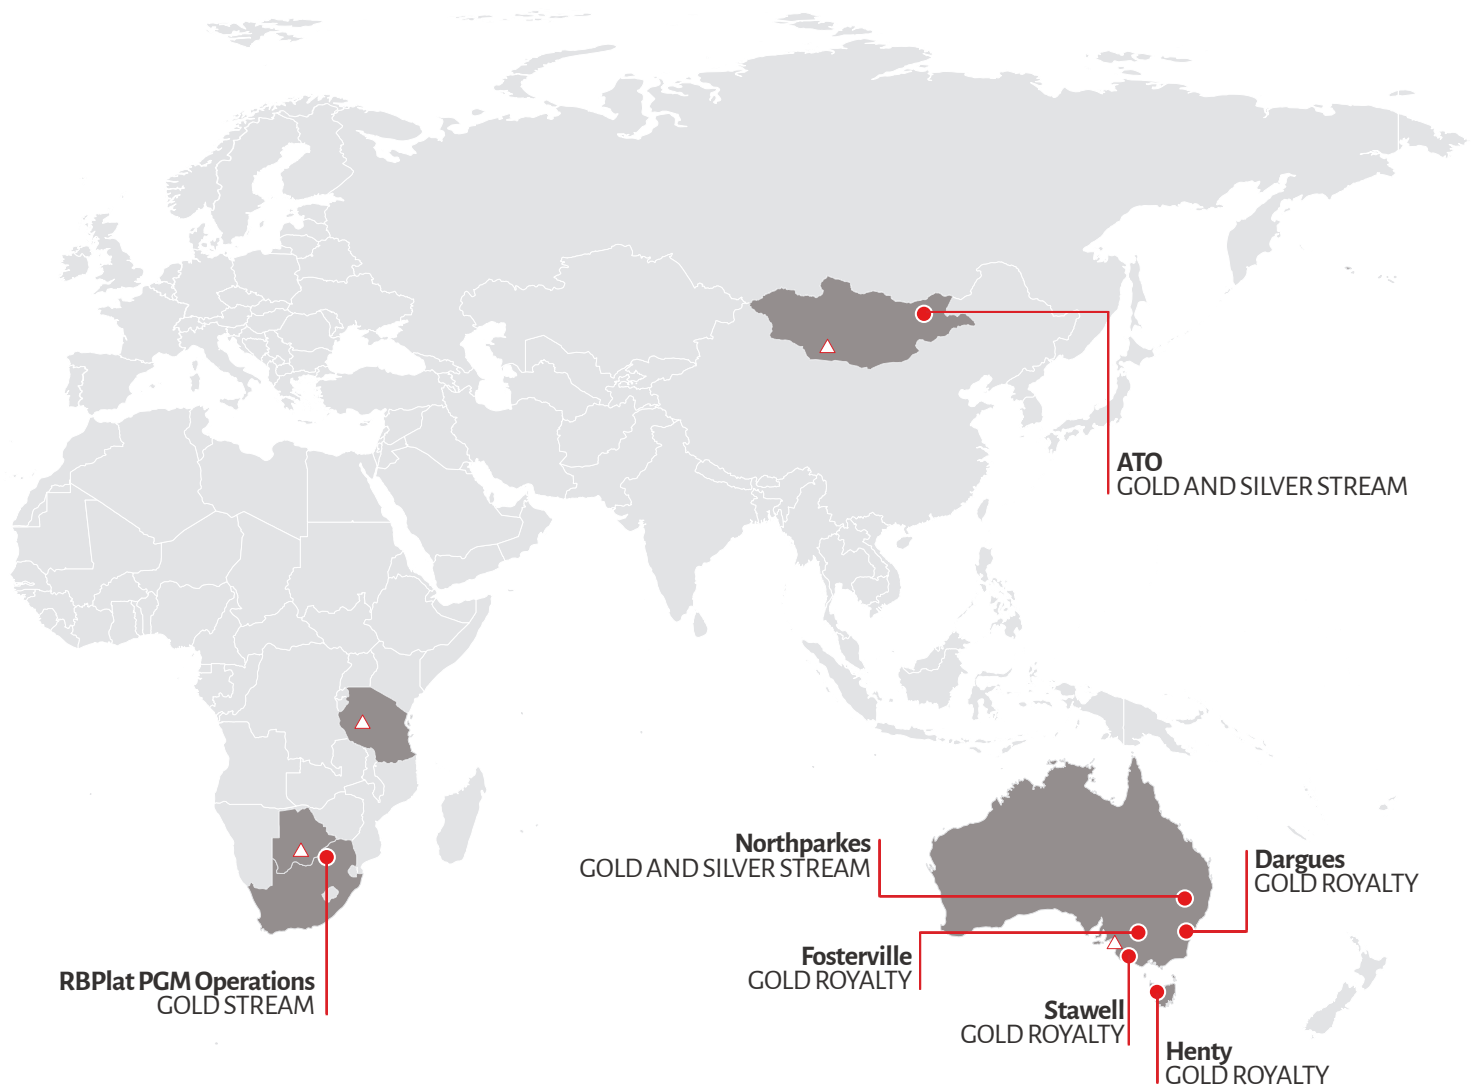 ATO
GOLD AND SILVER STREAM
Northparkes
GOLD AND SILVER STREAM
Dargues
GOLD ROYALTY
Fosterville
GOLD ROYALTY
RBPlat PGM Operations
GOLD STREAM
Stawell
GOLD ROYALTY
Henty
GOLD ROYALTY